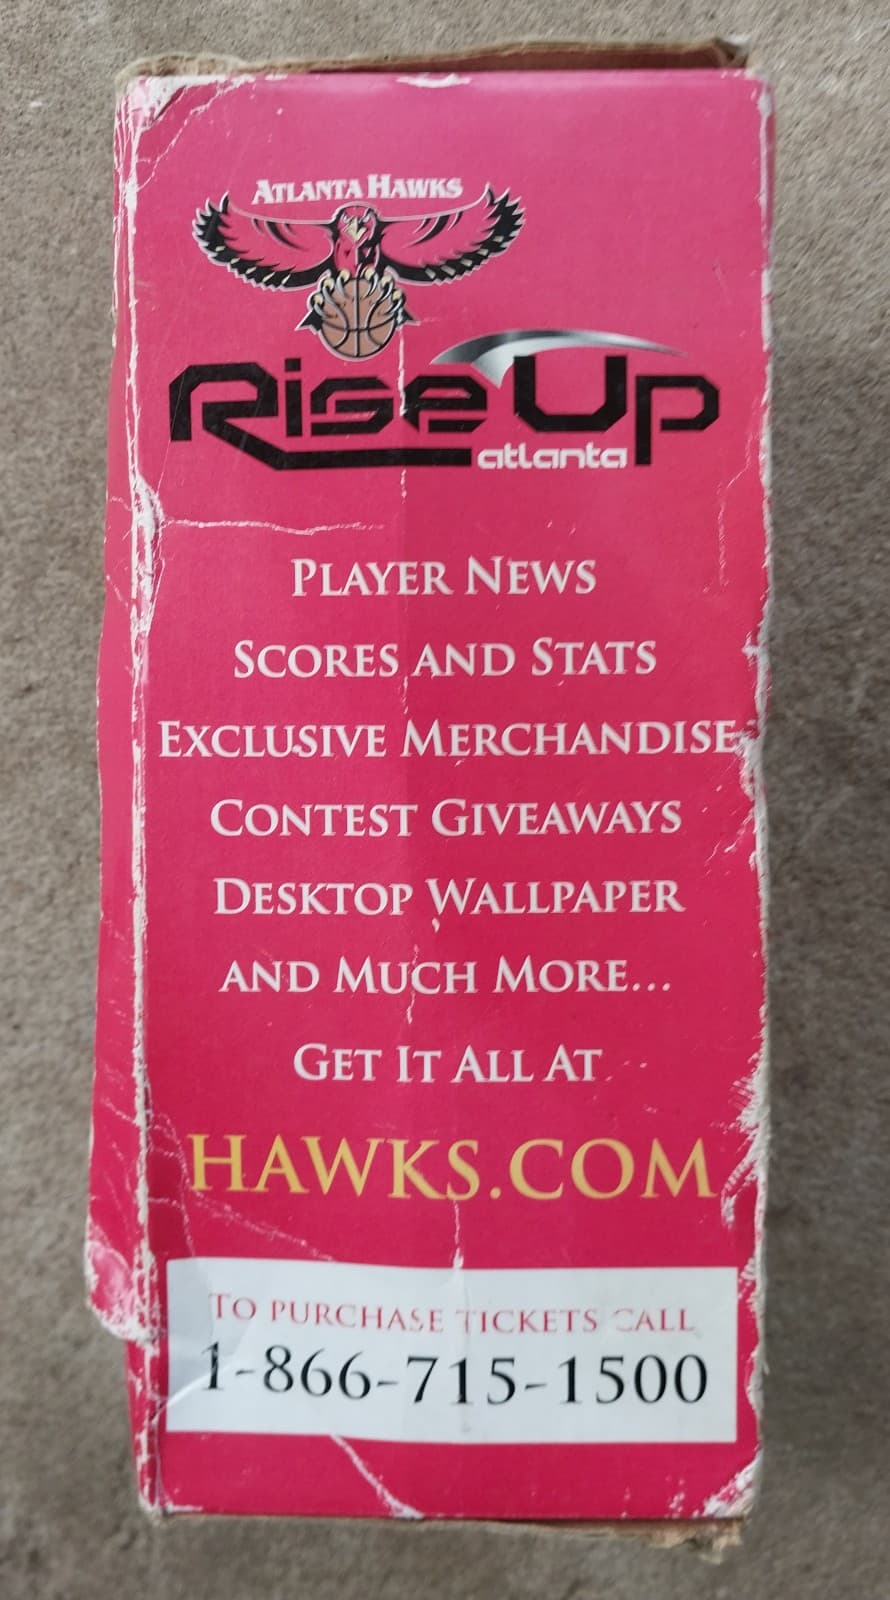 ATLANTA HAWKS
Rise Up
atlanta
PLAYER NEWS
SCORES AND STATS
EXCLUSIVE MERCHANDISE
CONTEST GIVEAWAYS
DESKTOP WALLPAPER
AND MUCH MORE...
GET IT ALL AT
HAWKS.COM
TO PURCHASE TICKETS CALL
1-866-715-1500